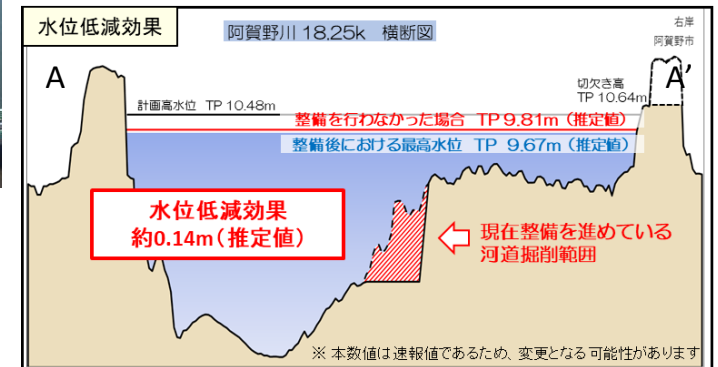 水位低減効果
阿賀野川 18.25k 横断図
右岸
阿賀野市
A
A’
切欠き高
TP 10.64m
計画高水位 TP 10.48m
整備を行わなかった場合 TP 9.81m（推定値）
整備後における最高水位 TP 9.67m（推定値）
水位低減効果
約0.14m（推定値）
現在整備を進めている
河道掘削範囲
※ 本数値は速報値であるため、変更となる可能性があります